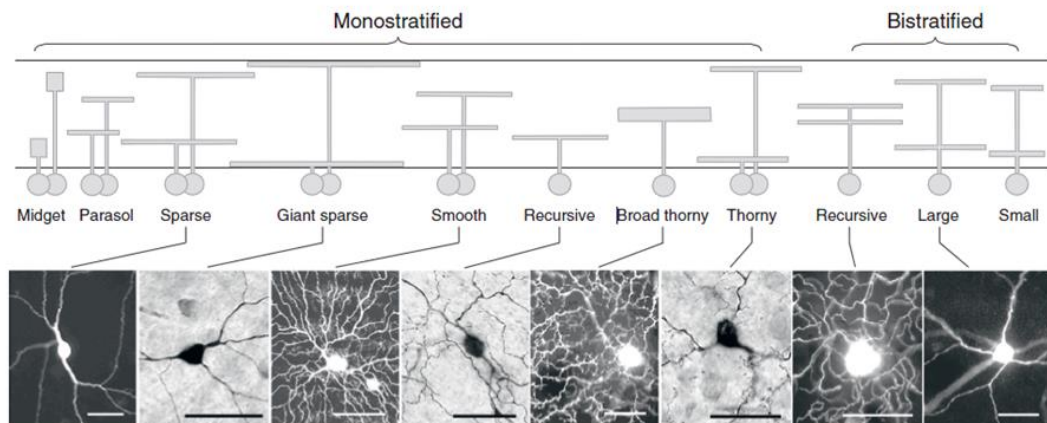 Monostratified Bistratified
Midget Parasol Sparse Giant sparse Smooth Recursive Broad thorny Thorny Recursive Large Small